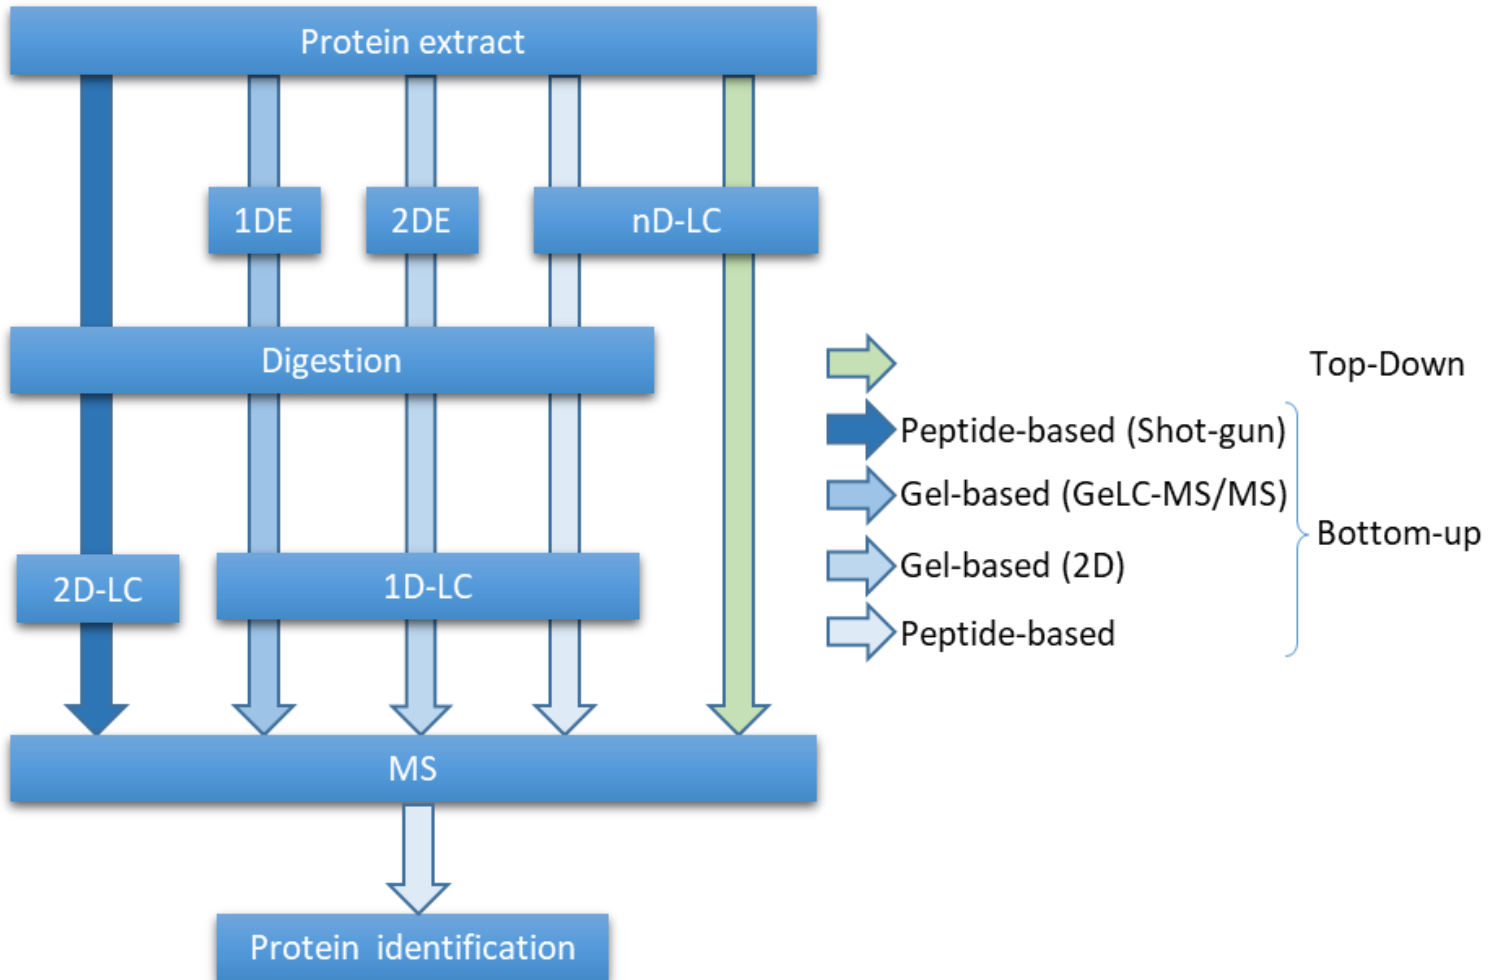 Protein extract
1DE
2DE
nD-LC
Digestion
2D-LC
1D-LC
MS
Protein identification
Top-Down
Peptide-based (Shot-gun)
Gel-based (GeLC-MS/MS)
Gel-based (2D)
Peptide-based
Bottom-up